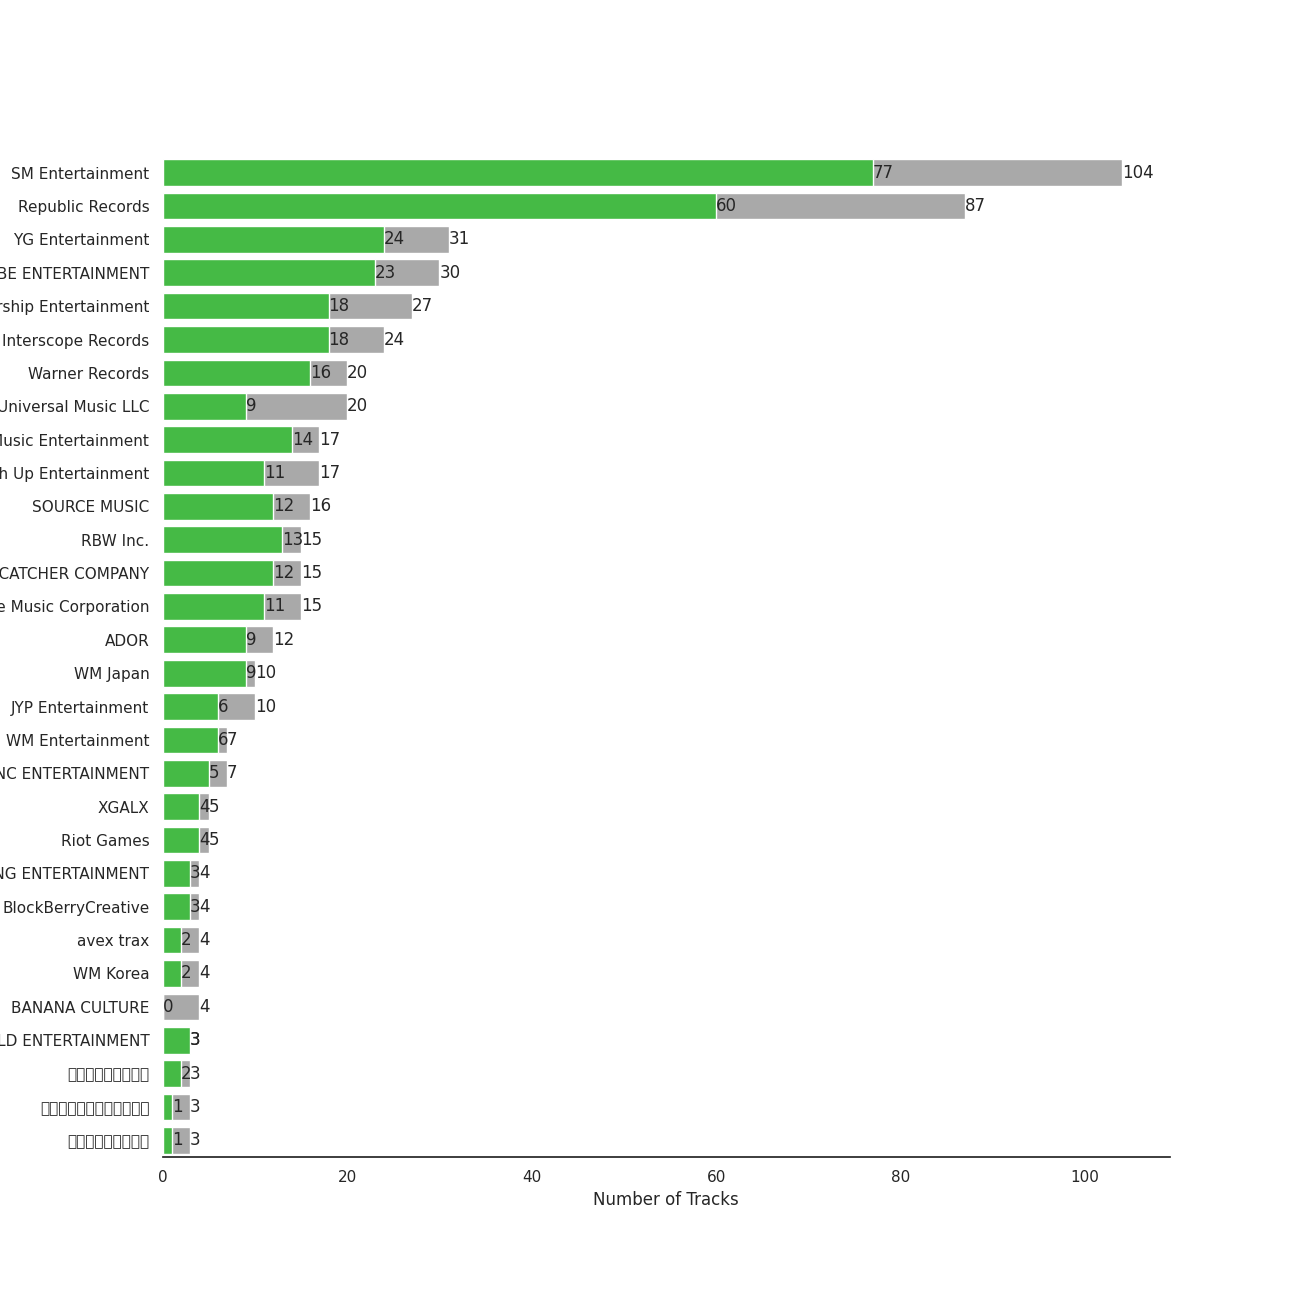 SM Entertainment 77 104
Republic Records 60 87
YG Entertainment 24 31
BE ENTERTAINMENT 23 30
rship Entertainment 18 27
Interscope Records 18 24
Warner Records 16 20
Universal Music LLC 9 20
Music Entertainment 14 17
h Up Entertainment 11 17
SOURCE MUSIC 12 16
RBW Inc. 13 15
CATCHER COMPANY 12 15
e Music Corporation 11 15
ADOR 9 12
WM Japan 9 10
JYP Entertainment 6 10
WM Entertainment 6 7
NC ENTERTAINMENT 5 7
XGALX 4 5
Riot Games 4 5
NG ENTERTAINMENT 3 4
BlockBerryCreative 3 4
avex trax 2 4
WM Korea 2 4
BANANA CULTURE 0 4
LD ENTERTAINMENT 3 3
2 3
1 3
1 3
0 20 40 60 80 100
Number of Tracks